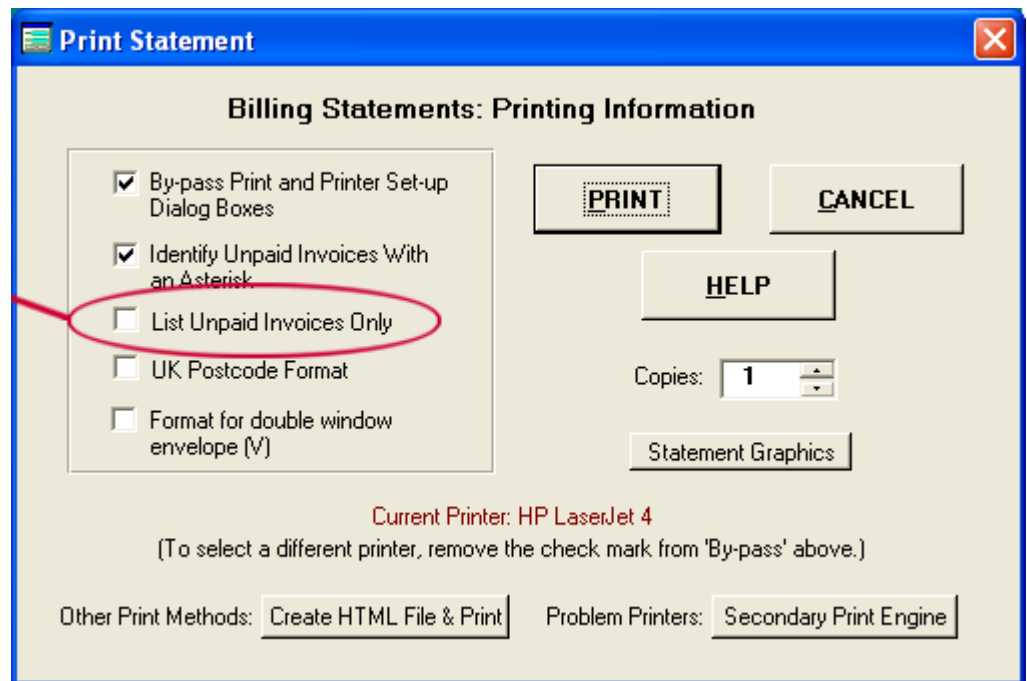 Print Statement
Billing Statements: Printing Information
By-pass Print and Printer Set-up
Dialog Boxes
Identify Unpaid Invoices With
an Asterisk
List Unpaid Invoices Only
UK Postcode Format
Format for double window
envelope (V)
PRINT
CANCEL
HELP
Copies: 1
Statement Graphics
Current Printer: HP LaserJet 4
(To select a different printer, remove the check mark from 'By-pass' above.)
Other Print Methods: Create HTML File & Print Problem Printers: Secondary Print Engine